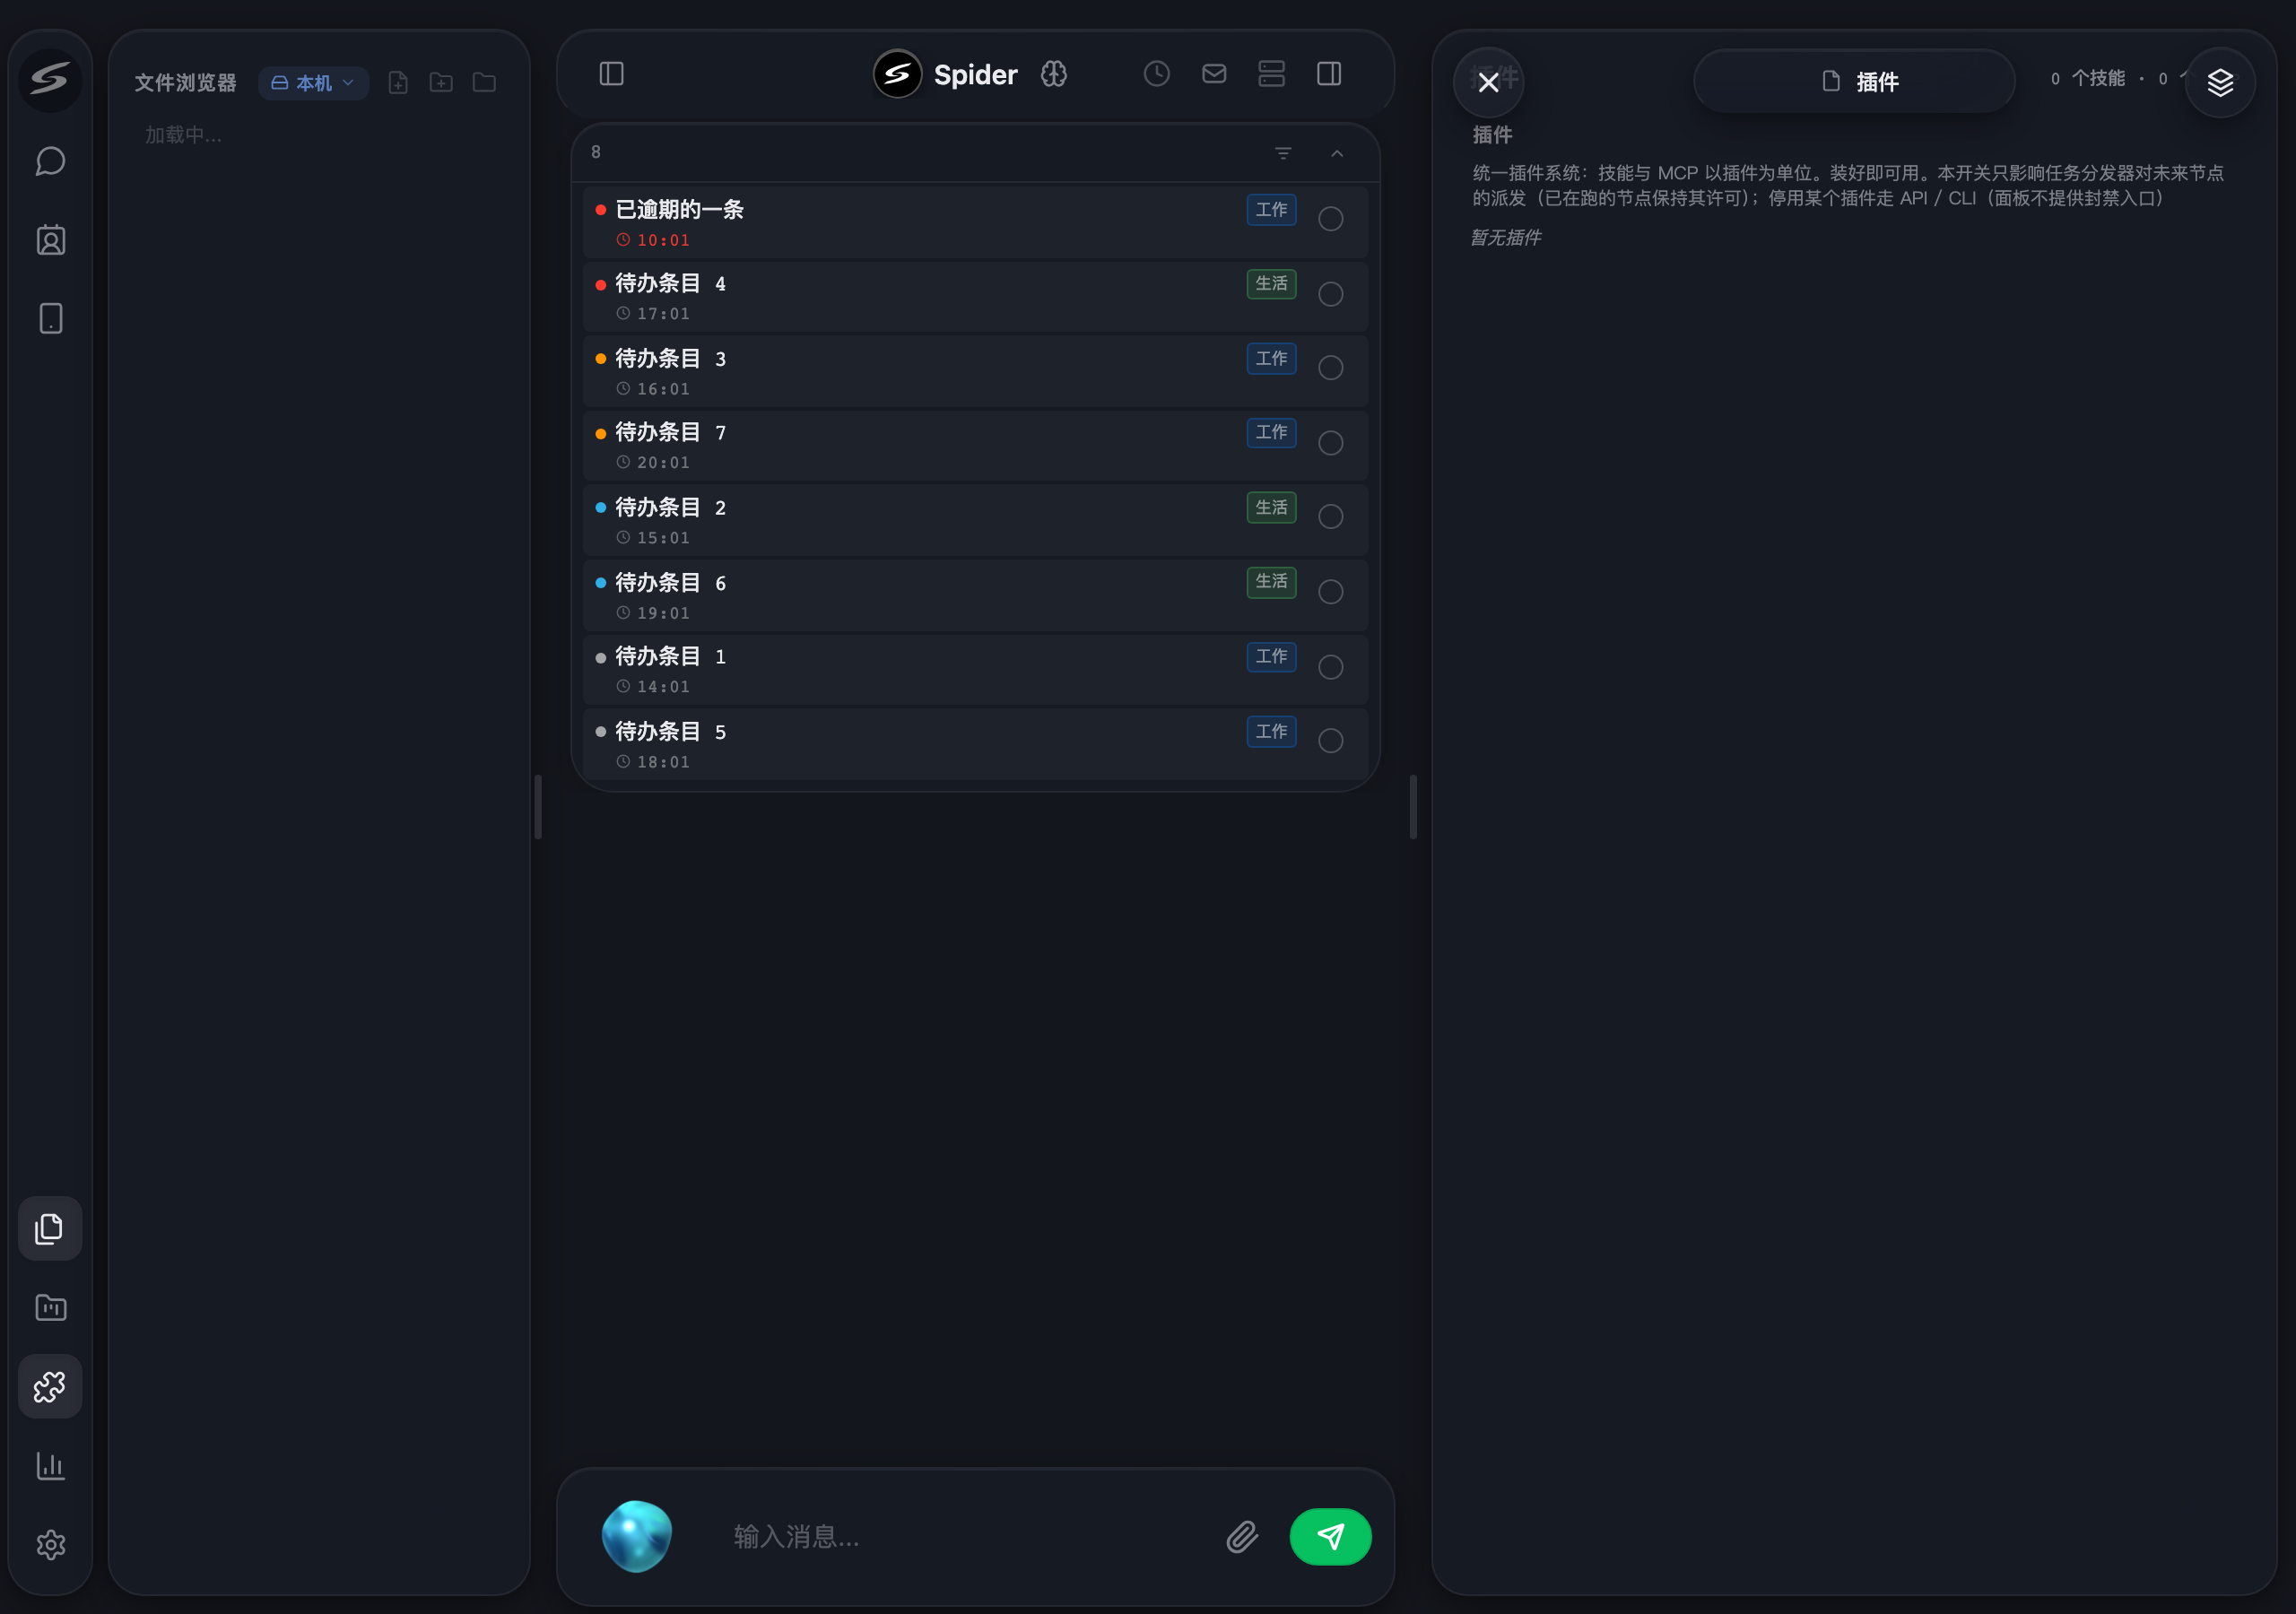 文件浏览器
本机
加载中...
Spider
8
已逾期的一条
工作
10:01
待办条目 4
生活
17:01
待办条目 3
工作
16:01
待办条目 7
工作
20:01
待办条目 2
生活
15:01
待办条目 6
生活
19:01
待办条目 1
工作
14:01
待办条目 5
工作
18:01
输入消息...
插件
插件
0 个技能 · 0 个
插件
统一插件系统：技能与 MCP 以插件为单位。装好即可用。本开关只影响任务分发器对未来节点
的派发（已在跑的节点保持其许可）；停用某个插件走 API / CLI（面板不提供封禁入口）
暂无插件